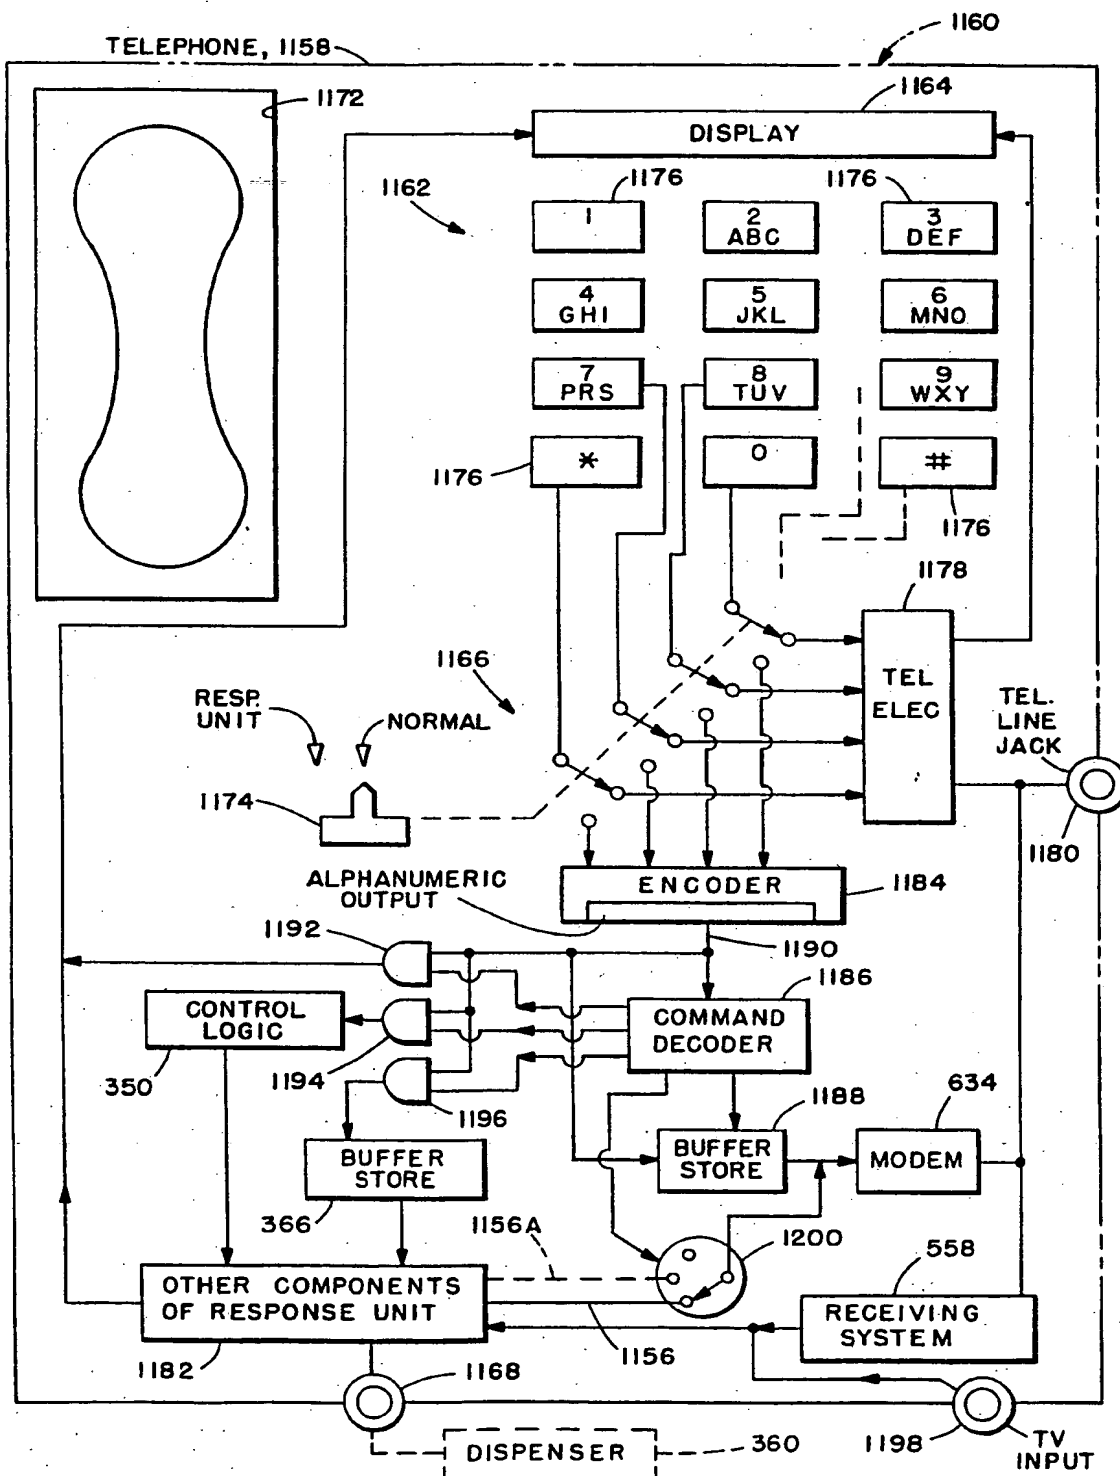 1160
TELEPHONE, 1158
1172
1164
DISPLAY
1162
1176
1176
1
2
ABC
3
DEF
4
GHI
5
JKL
6
MNO
7
PRS
8
TUV
9
WXY
1176
*
0
#
1176
1178
1166
TEL
ELEC
RESP.
UNIT
NORMAL
TEL.
LINE
JACK
1174
1180
ALPHANUMERIC
OUTPUT
ENCODER
1184
1192
1190
1186
CONTROL
LOGIC
COMMAND
DECODER
350
1194
1196
1188
634
BUFFER
STORE
BUFFER
STORE
MODEM
366
1156A
1200
558
OTHER COMPONENTS
OF RESPONSE UNIT
RECEIVING
SYSTEM
1182
1168
1156
DISPENSER
360
1198
TV
INPUT